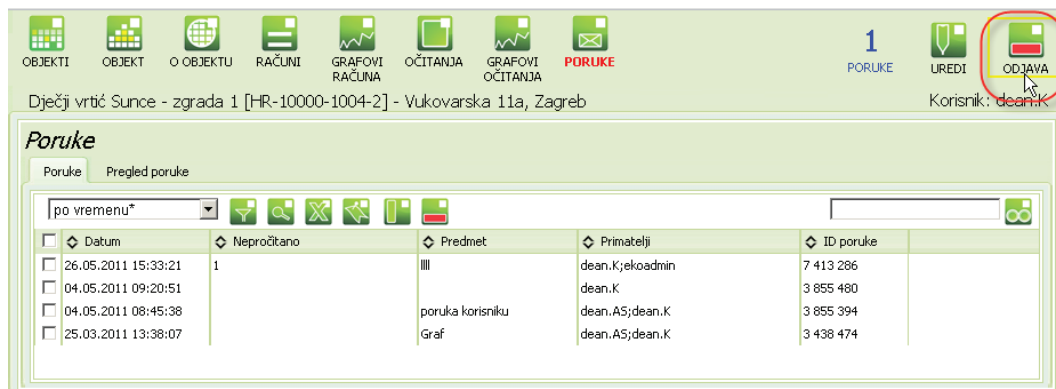 OBJEKTI OBJEKT O OBJEKTU RAČUNI GRAFOVI RAČUNA OČITANJA GRAFOVI OČITANJA PORUKE 1 PORUKE UREDI ODJAVA
Dječji vrtić Sunce - zgrada 1 [HR-10000-1004-2] - Vukovarska 11a, Zagreb Korisnik: dean.K
Poruke
Poruke Pregled poruke
po vremenu*
Datum Nepročitano Predmet Primatelji ID poruke
26.05.2011 15:33:21 1 llll dean.K;ekoadmin 7 413 286
04.05.2011 09:20:51 dean.K 3 855 480
04.05.2011 08:45:38 poruka korisniku dean.AS;dean.K 3 855 394
25.03.2011 13:38:07 Graf dean.AS;dean.K 3 438 474